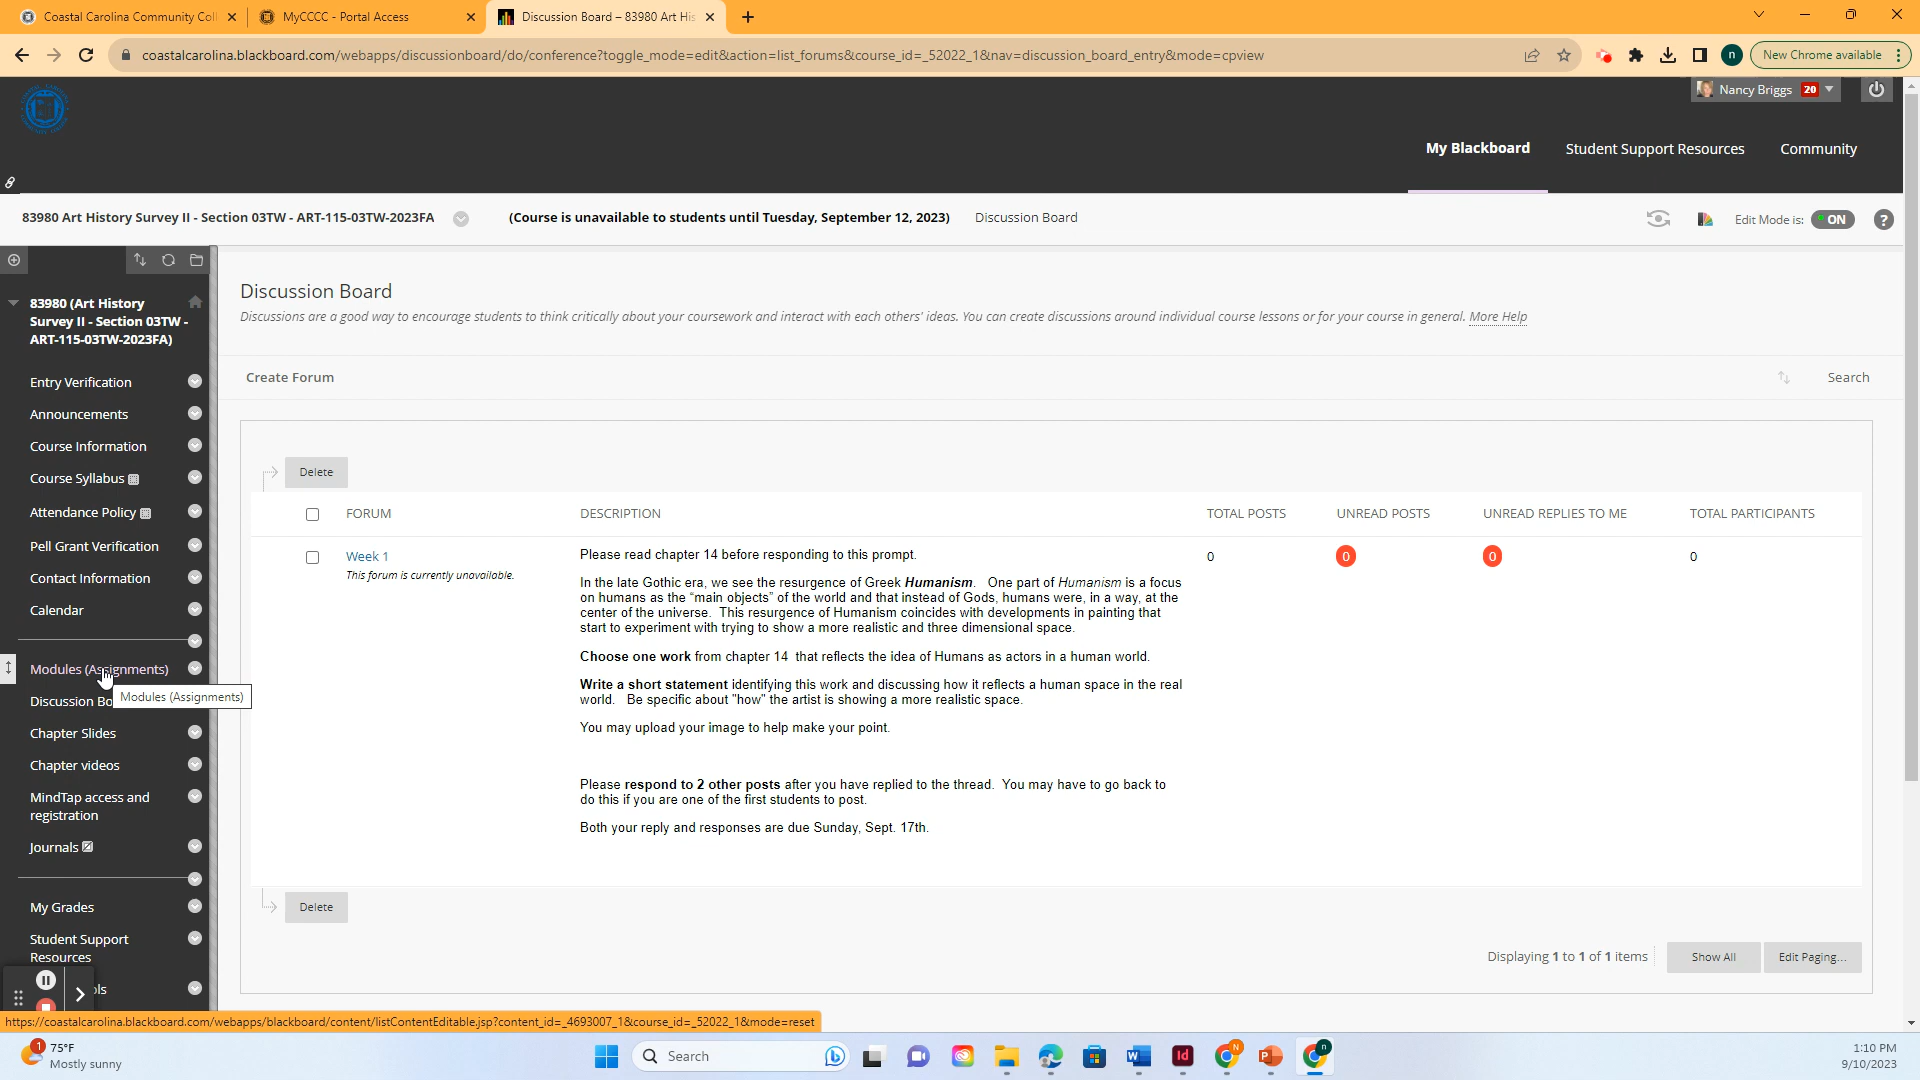 Coastal Carolina Community Coll
MyCCCC - Portal Access
Discussion Board – 83980 Art His
coastalcarolina.blackboard.com/webapps/discussionboard/do/conference?toggle_mode=edit&action=list_forums&course_id=_52022_1&nav=discussion_board_entry&mode=cpview
n
New Chrome available
Nancy Briggs 20
My Blackboard
Student Support Resources
Community
83980 Art History Survey II - Section 03TW - ART-115-03TW-2023FA
(Course is unavailable to students until Tuesday, September 12, 2023)
Discussion Board
Edit Mode is: ON ?
83980 (Art History
Survey II - Section 03TW -
ART-115-03TW-2023FA)
Entry Verification
Announcements
Course Information
Course Syllabus
Attendance Policy
Pell Grant Verification
Contact Information
Calendar
Modules (Assignments)
Modules (Assignments)
Discussion Bo
Chapter Slides
Chapter videos
MindTap access and
registration
Journals
My Grades
Student Support
Resources
ols
Discussion Board
Discussions are a good way to encourage students to think critically about your coursework and interact with each others' ideas. You can create discussions around individual course lessons or for your course in general. More Help
Create Forum
Search
Delete
FORUM DESCRIPTION TOTAL POSTS UNREAD POSTS UNREAD REPLIES TO ME TOTAL PARTICIPANTS
Week 1
This forum is currently unavailable.
Please read chapter 14 before responding to this prompt.
In the late Gothic era, we see the resurgence of Greek Humanism. One part of Humanism is a focus
on humans as the “main objects” of the world and that instead of Gods, humans were, in a way, at the
center of the universe. This resurgence of Humanism coincides with developments in painting that
start to experiment with trying to show a more realistic and three dimensional space.
Choose one work from chapter 14 that reflects the idea of Humans as actors in a human world.
Write a short statement identifying this work and discussing how it reflects a human space in the real
world. Be specific about "how" the artist is showing a more realistic space.
You may upload your image to help make your point.
Please respond to 2 other posts after you have replied to the thread. You may have to go back to
do this if you are one of the first students to post.
Both your reply and responses are due Sunday, Sept. 17th.
0 0 0 0
Delete
Displaying 1 to 1 of 1 items
Show All
Edit Paging...
https://coastalcarolina.blackboard.com/webapps/blackboard/content/listContentEditable.jsp?content_id=_4693007_1&course_id=_52022_1&mode=reset
1
75°F
Mostly sunny
Search
1:10 PM
9/10/2023